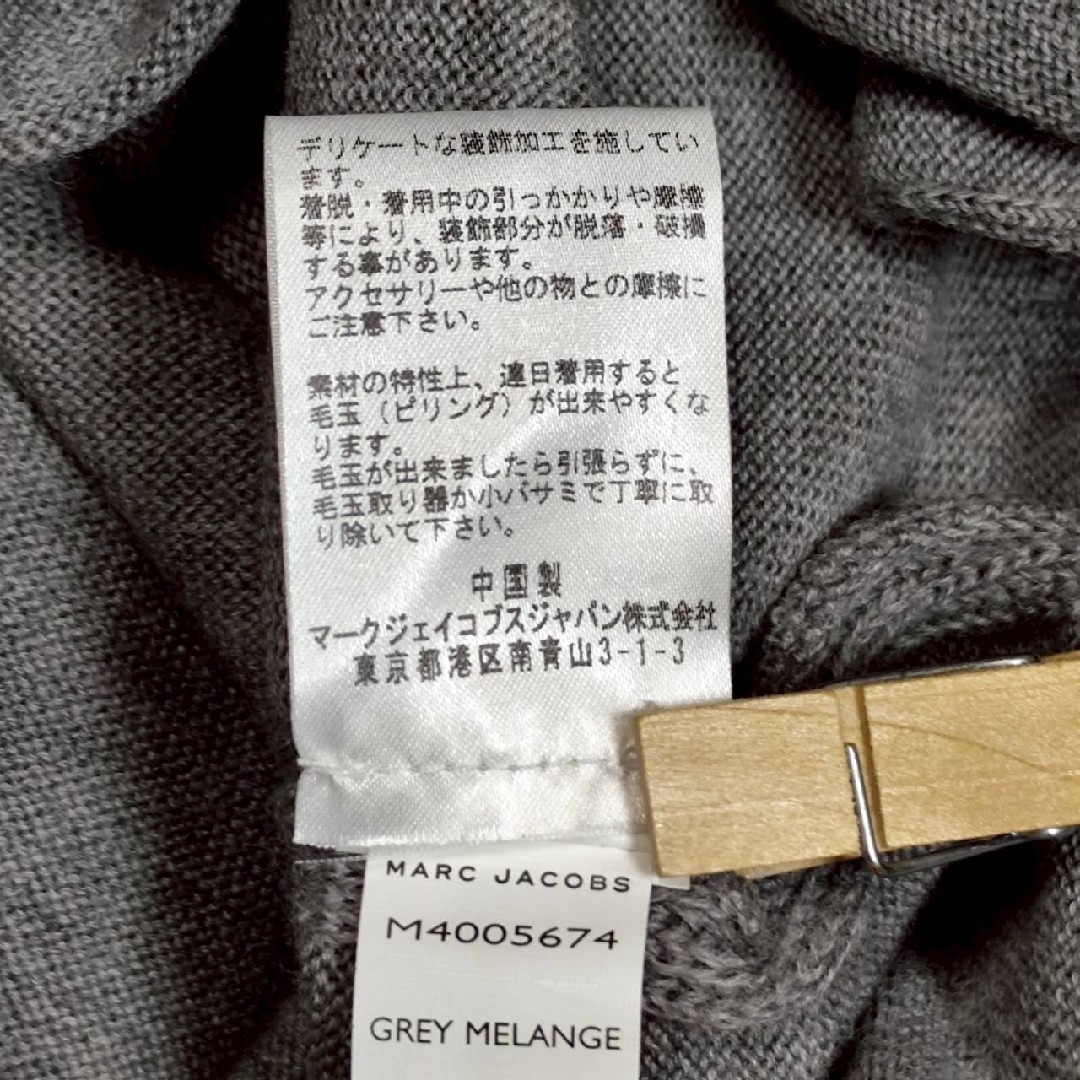 デリケートな装飾加工を施してい
ます。
着脱・着用中の引っかかりや摩擦
等により、装飾部分が脱落・破損
する事があります。
アクセサリーや他の物との摩擦に
ご注意下さい。
素材の特性上、連日着用すると
毛玉（ピリング）が出来やすくな
ります。
毛玉が出来ましたら引張らずに、
毛玉取り器か小バサミで丁寧に取
り除いて下さい。
中国製
マークジェイコブスジャパン株式会社
東京都港区南青山3-1-3
MARC JACOBS
M4005674
GREY MELANGE